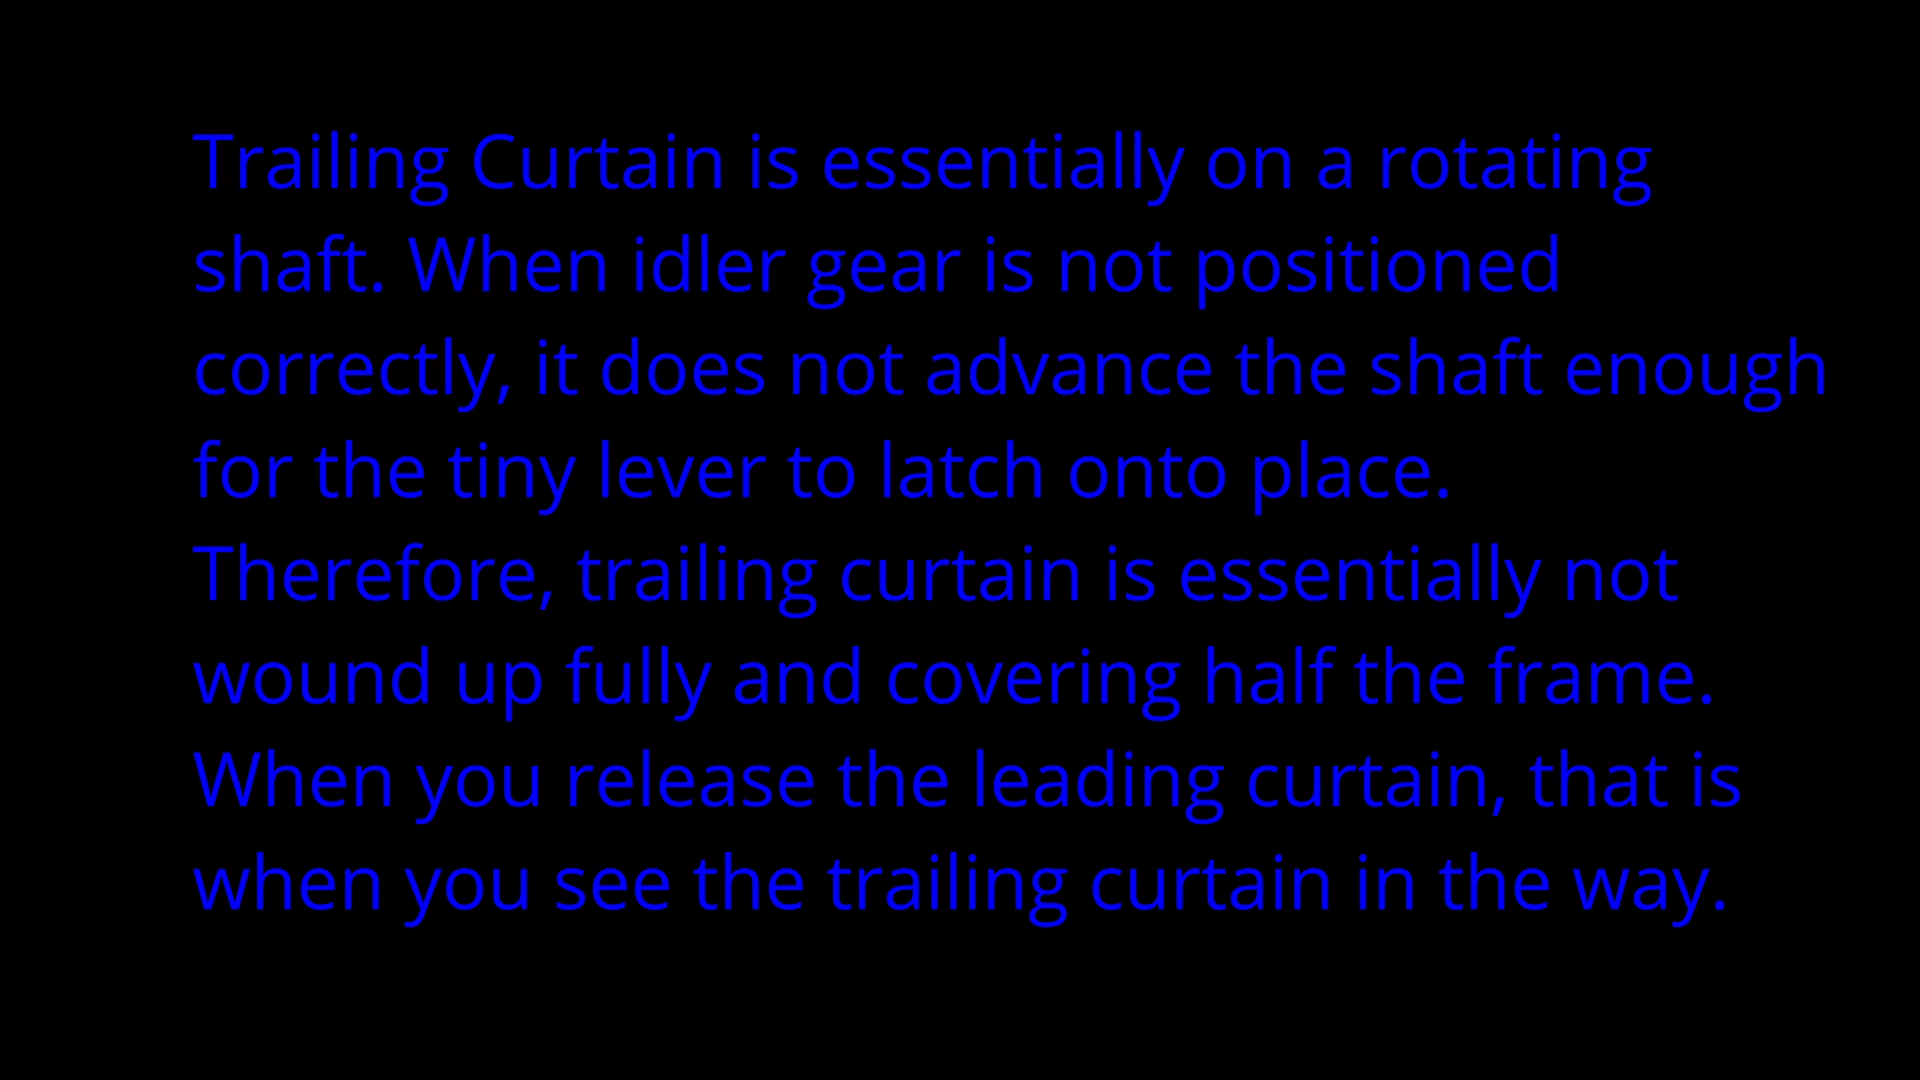 Trailing Curtain is essentially on a rotating
shaft. When idler gear is not positioned
correctly, it does not advance the shaft enough
for the tiny lever to latch onto place.
Therefore, trailing curtain is essentially not
wound up fully and covering half the frame.
When you release the leading curtain, that is
when you see the trailing curtain in the way.